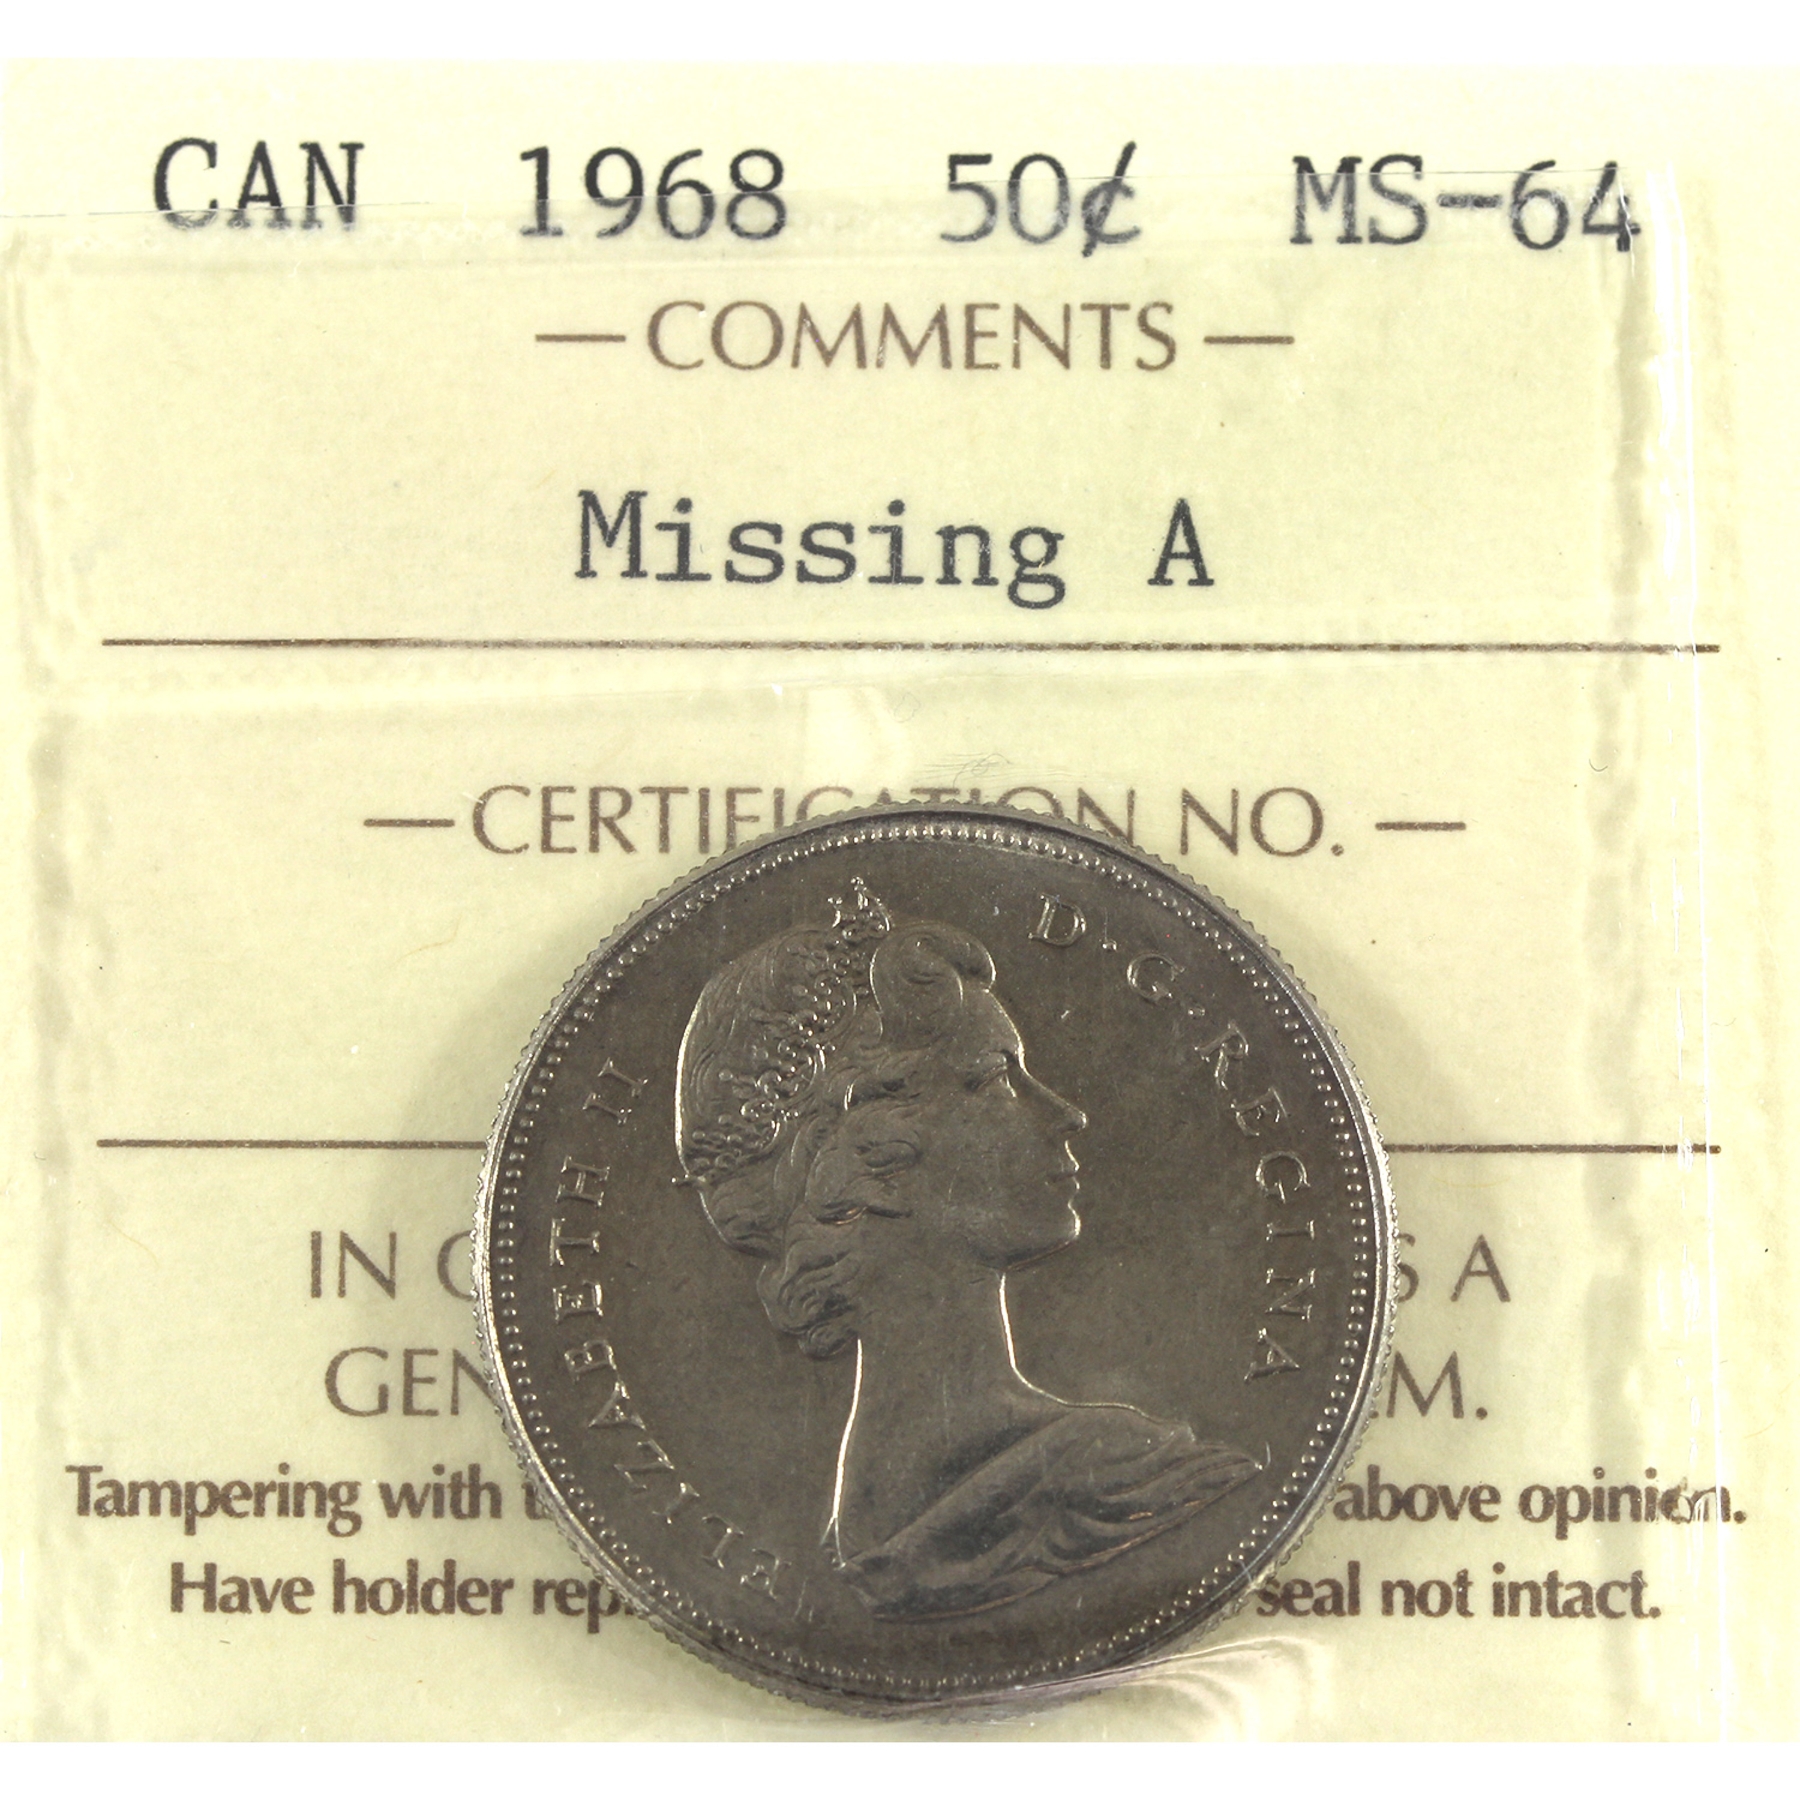 CAN 1968 50¢ MS-64
— COMMENTS —
Missing A
— CERTIFICATION NO. —
ELIZABETH II D·G·REGINA
IN S A
GEN M.
Tampering with above opinion.
Have holder rep seal not intact.